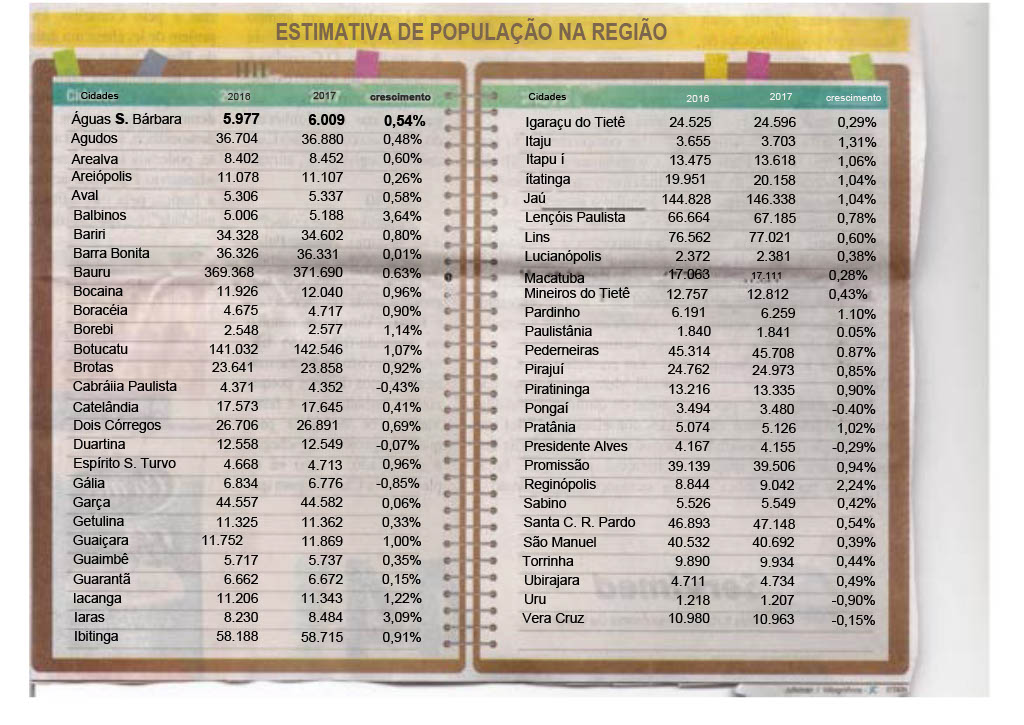 ESTIMATIVA DE POPULAÇÃO NA REGIÃO
Cidades 2016 2017 crescimento
Águas S. Bárbara 5.977 6.009 0,54%
Agudos 36.704 36.880 0,48%
Arealva 8.402 8.452 0,60%
Areiópolis 11.078 11.107 0,26%
Aval 5.306 5.337 0,58%
Balbinos 5.006 5.188 3,64%
Bariri 34.328 34.602 0,80%
Barra Bonita 36.326 36.331 0,01%
Bauru 369.368 371.690 0.63%
Bocaina 11.926 12.040 0,96%
Boracéia 4.675 4.717 0,90%
Borebi 2.548 2.577 1,14%
Botucatu 141.032 142.546 1,07%
Brotas 23.641 23.858 0,92%
Cabráiia Paulista 4.371 4.352 -0,43%
Catelândia 17.573 17.645 0,41%
Dois Córregos 26.706 26.891 0,69%
Duartina 12.558 12.549 -0,07%
Espírito S. Turvo 4.668 4.713 0,96%
Gália 6.834 6.776 -0,85%
Garça 44.557 44.582 0,06%
Getulina 11.325 11.362 0,33%
Guaiçara 11.752 11.869 1,00%
Guaimbê 5.717 5.737 0,35%
Guarantã 6.662 6.672 0,15%
Iacanga 11.206 11.343 1,22%
Iaras 8.230 8.484 3,09%
Ibitinga 58.188 58.715 0,91%
Cidades 2016 2017 crescimento
Igaraçu do Tietê 24.525 24.596 0,29%
Itaju 3.655 3.703 1,31%
Itapu í 13.475 13.618 1,06%
ítatinga 19.951 20.158 1,04%
Jaú 144.828 146.338 1,04%
Lençóis Paulista 66.664 67.185 0,78%
Lins 76.562 77.021 0,60%
Lucianópolis 2.372 2.381 0,38%
Macatuba 17.063 17.111 0,28%
Mineiros do Tietê 12.757 12.812 0,43%
Pardinho 6.191 6.259 1.10%
Paulistânia 1.840 1.841 0.05%
Pederneiras 45.314 45.708 0.87%
Pirajuí 24.762 24.973 0,85%
Piratininga 13.216 13.335 0,90%
Pongaí 3.494 3.480 -0.40%
Pratânia 5.074 5.126 1,02%
Presidente Alves 4.167 4.155 -0,29%
Promissão 39.139 39.506 0,94%
Reginópolis 8.844 9.042 2,24%
Sabino 5.526 5.549 0,42%
Santa C. R. Pardo 46.893 47.148 0,54%
São Manuel 40.532 40.692 0,39%
Torrinha 9.890 9.934 0,44%
Ubirajara 4.711 4.734 0,49%
Uru 1.218 1.207 -0,90%
Vera Cruz 10.980 10.963 -0,15%